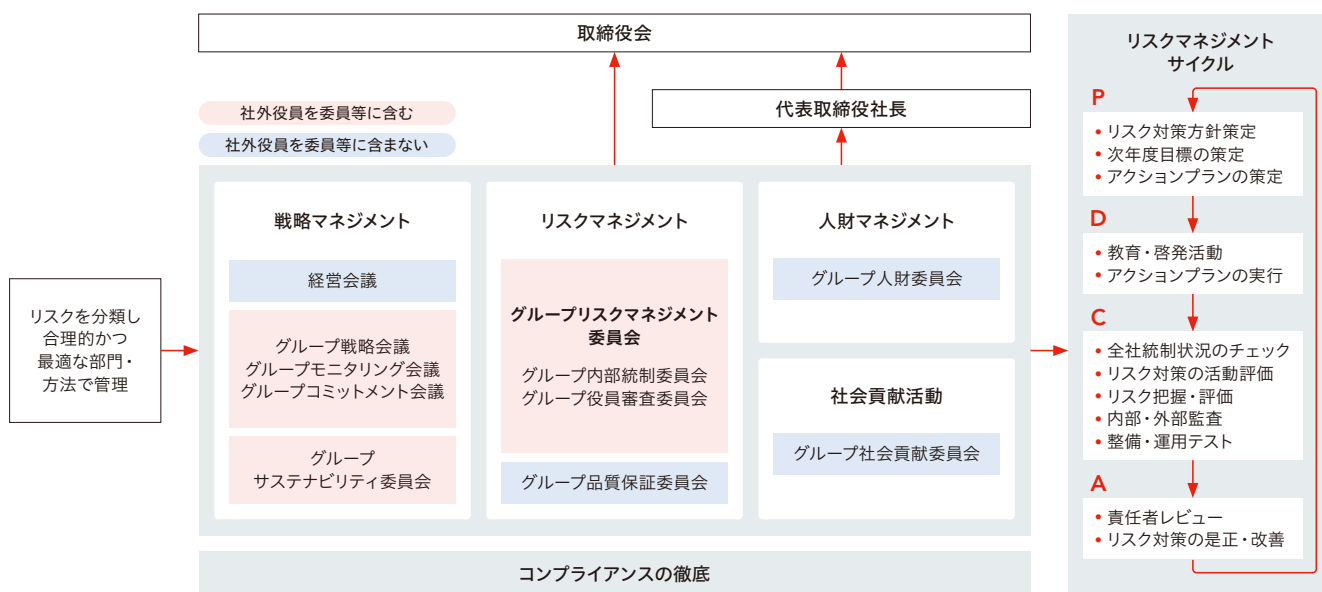 取締役会
代表取締役社長
社外役員を委員等に含む
社外役員を委員等に含まない
リスクを分類し
合理的かつ
最適な部門・
方法で管理
戦略マネジメント
経営会議
グループ戦略会議
グループモニタリング会議
グループコミットメント会議
グループ
サステナビリティ委員会
リスクマネジメント
グループリスクマネジメント
委員会
グループ内部統制委員会
グループ役員審査委員会
グループ品質保証委員会
人財マネジメント
グループ人財委員会
社会貢献活動
グループ社会貢献委員会
コンプライアンスの徹底
リスクマネジメント
サイクル
P
• リスク対策方針策定
• 次年度目標の策定
• アクションプランの策定
D
• 教育・啓発活動
• アクションプランの実行
C
• 全社統制状況のチェック
• リスク対策の活動評価
• リスク把握・評価
• 内部・外部監査
• 整備・運用テスト
A
• 責任者レビュー
• リスク対策の是正・改善